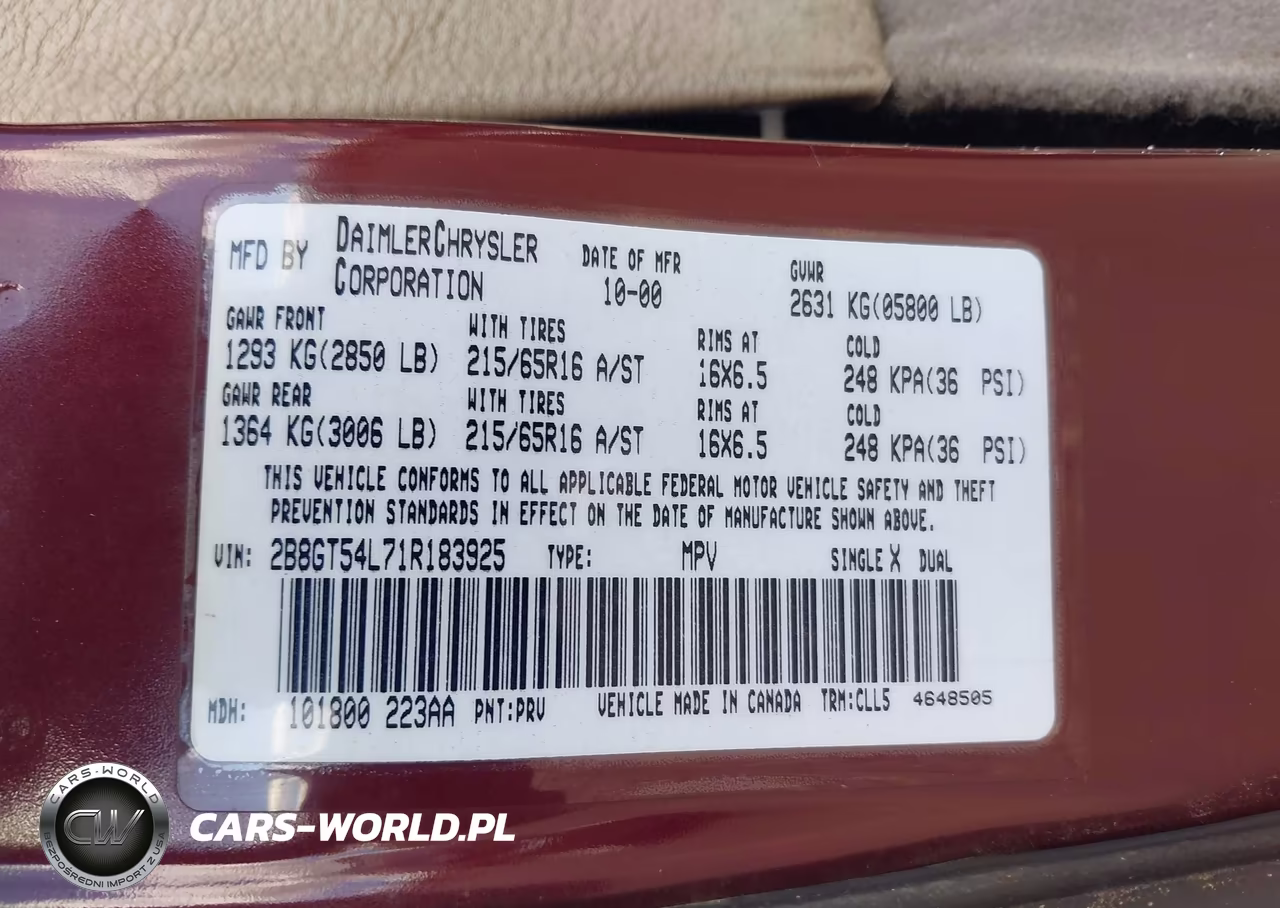 MFD BY DAIMLERCHRYSLER CORPORATION DATE OF MFR 10-00 GVWR 2631 KG(05800 LB)
GAWR FRONT WITH TIRES RIMS AT COLD
1293 KG(2850 LB) 215/65R16 A/ST 16X6.5 248 KPA(36 PSI)
GAWR REAR WITH TIRES RIMS AT COLD
1364 KG(3006 LB) 215/65R16 A/ST 16X6.5 248 KPA(36 PSI)
THIS VEHICLE CONFORMS TO ALL APPLICABLE FEDERAL MOTOR VEHICLE SAFETY AND THEFT
PREVENTION STANDARDS IN EFFECT ON THE DATE OF MANUFACTURE SHOWN ABOVE.
VIN: 2B8GT54L71R183925 TYPE: MPV SINGLE X DUAL
MDH: 101800 223AA PNT:PRV VEHICLE MADE IN CANADA TRM:CLL5 4648505
CARS-WORLD
CW
BEZPOŚREDNI IMPORT Z USA
CARS-WORLD.PL